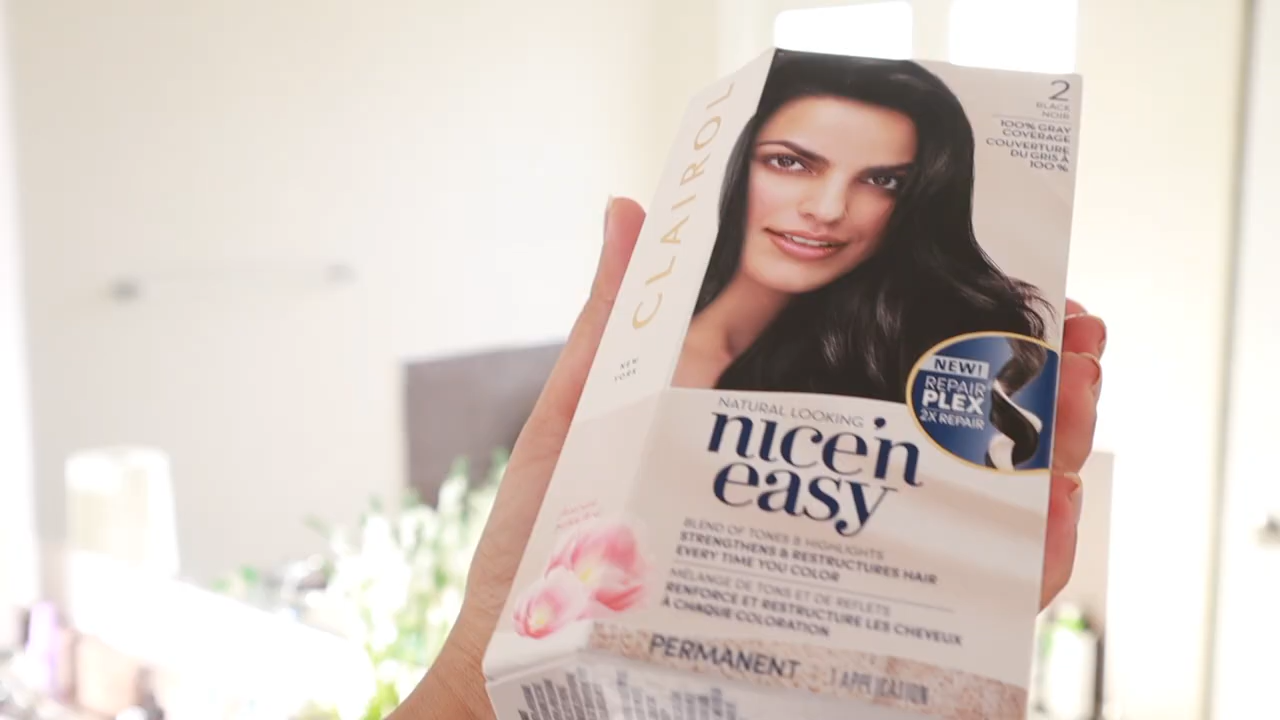 CLAIROL
NEW
YORK
2
BLACK
NOIR
100% GRAY
COVERAGE
COUVERTURE
DU GRIS À
100 %
NEW!
REPAIR
PLEX
2X REPAIR
NATURAL LOOKING
nice'n
easy
BLEND OF TONES & HIGHLIGHTS
STRENGTHENS & RESTRUCTURES HAIR
EVERY TIME YOU COLOR
MÉLANGE DE TONS ET DE REFLETS
RENFORCE ET RESTRUCTURE LES CHEVEUX
À CHAQUE COLORATION
PERMANENT
1 APPLICATION